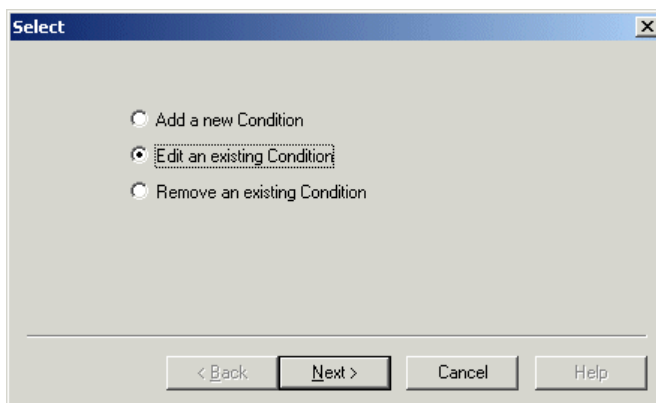 Select
Add a new Condition
Edit an existing Condition
Remove an existing Condition
< Back Next > Cancel Help